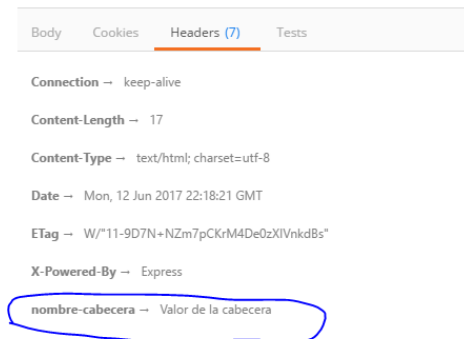 Body Cookies Headers (7) Tests
Connection → keep-alive
Content-Length → 17
Content-Type → text/html; charset=utf-8
Date → Mon, 12 Jun 2017 22:18:21 GMT
ETag → W/"11-9D7N+NZm7pCKrM4De0zXIVnkdBs"
X-Powered-By → Express
nombre-cabecera → Valor de la cabecera